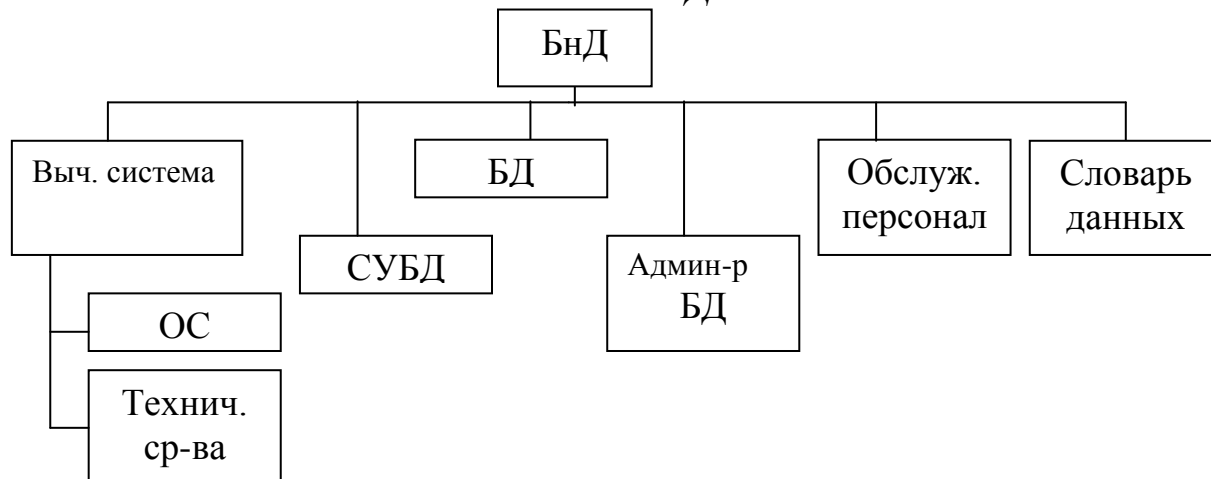 БнД
Выч. система
БД
Обслуж.
персонал
Словарь
данных
СУБД
Админ-р
БД
ОС
Технич.
ср-ва